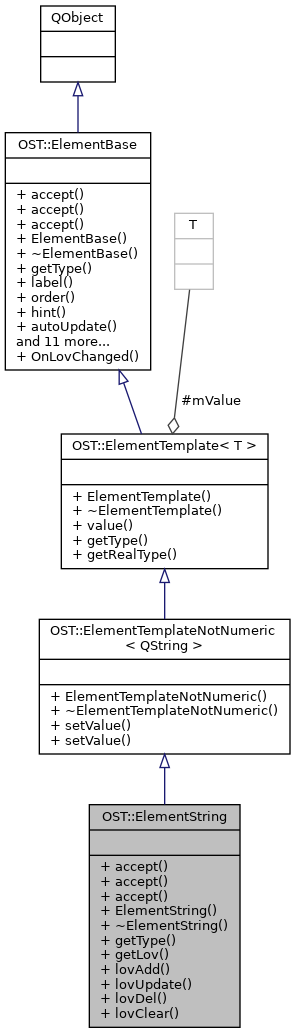 QObject
OST::ElementBase
+ accept()
+ accept()
+ accept()
+ ElementBase()
+ ~ElementBase()
+ getType()
+ label()
+ order()
+ hint()
+ autoUpdate()
and 11 more...
+ OnLovChanged()
T
#mValue
OST::ElementTemplate< T >
+ ElementTemplate()
+ ~ElementTemplate()
+ value()
+ getType()
+ getRealType()
OST::ElementTemplateNotNumeric
< QString >
+ ElementTemplateNotNumeric()
+ ~ElementTemplateNotNumeric()
+ setValue()
+ setValue()
OST::ElementString
+ accept()
+ accept()
+ accept()
+ ElementString()
+ ~ElementString()
+ getType()
+ getLov()
+ lovAdd()
+ lovUpdate()
+ lovDel()
+ lovClear()